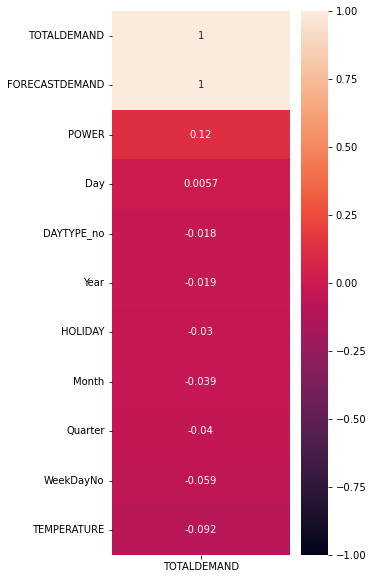 TOTALDEMAND 1
FORECASTDEMAND 1
POWER 0.12
Day 0.0057
DAYTYPE_no -0.018
Year -0.019
HOLIDAY -0.03
Month -0.039
Quarter -0.04
WeekDayNo -0.059
TEMPERATURE -0.092
TOTALDEMAND
1.00
0.75
0.50
0.25
0.00
−0.25
−0.50
−0.75
−1.00